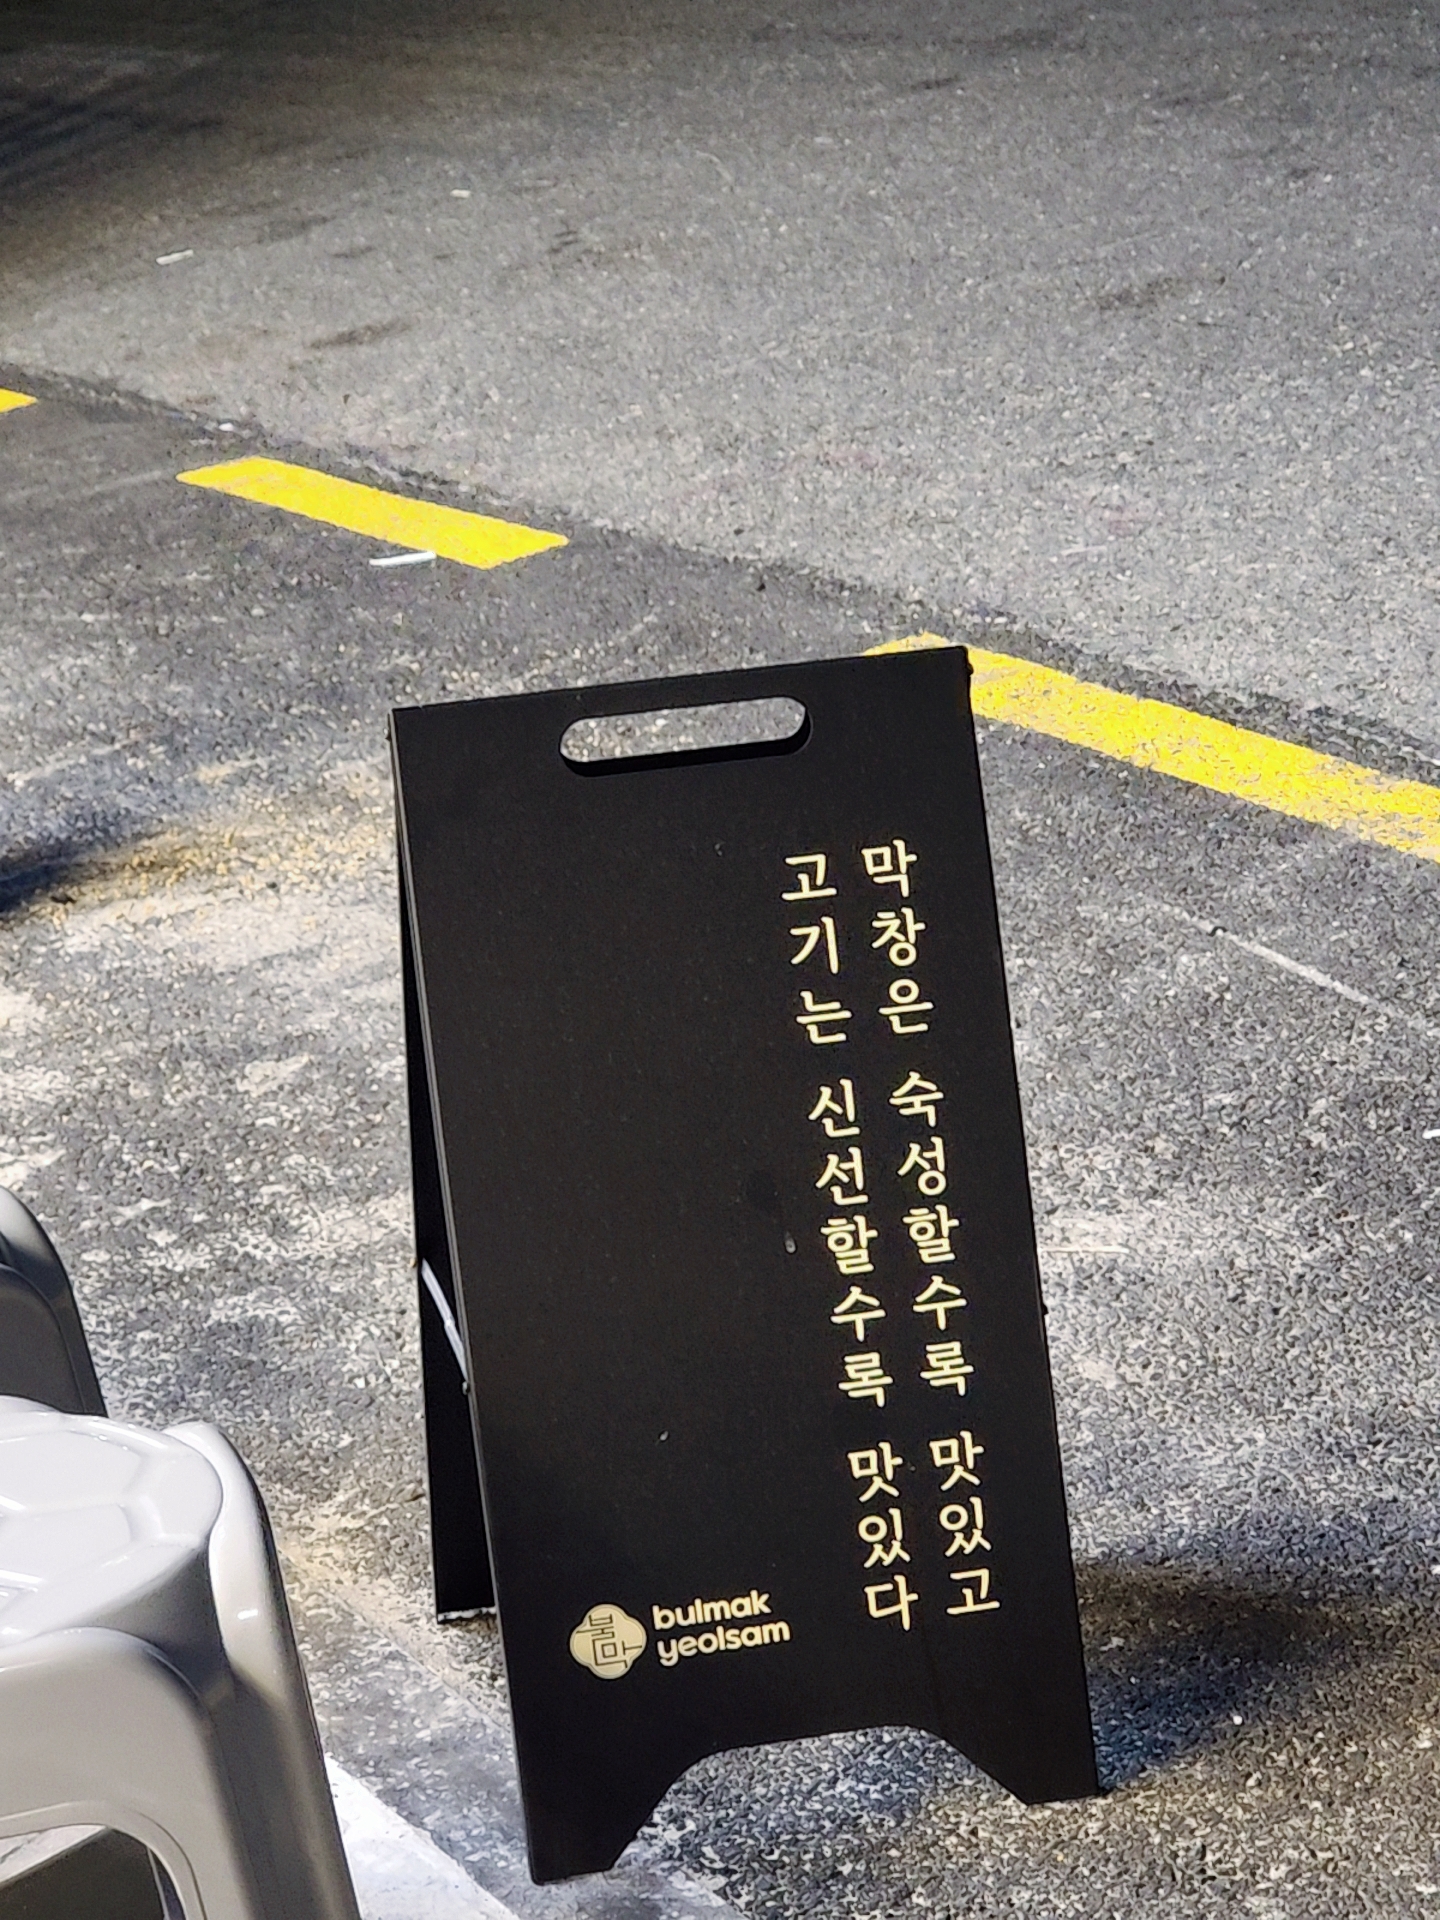 막창은 숙성할수록 맛있고
고기는 신선할수록 맛있다
북막
bulmak
yeolsam